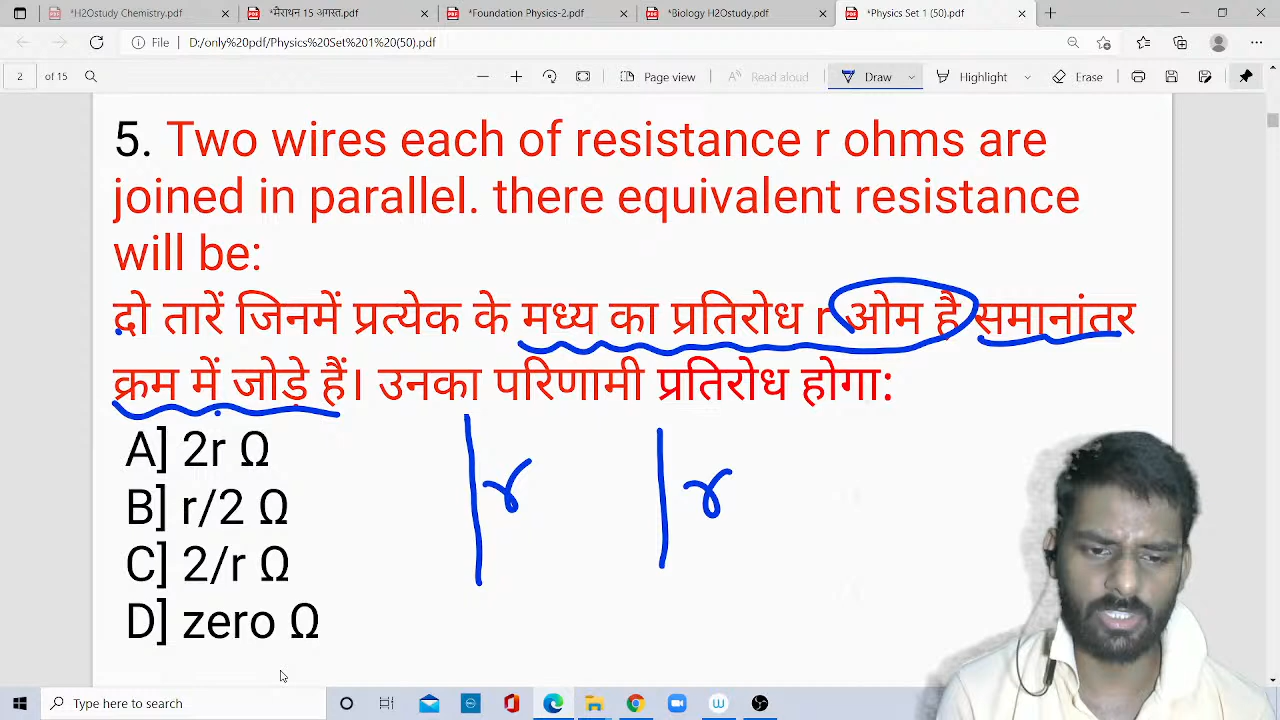 *H2Ostudy Chemistry.pdf
*मैराथन 15 अगस्त.pdf
*Foundation Physics-2.pdf
*Biology H2Ostudy.pdf
*Physics Set 1 (50).pdf
File D:/only%20pdf/Physics%20Set%201%20(50).pdf
2 of 15 Page view Read aloud Draw Highlight Erase
5. Two wires each of resistance r ohms are
joined in parallel. there equivalent resistance
will be:
दो तारें जिनमें प्रत्येक के मध्य का प्रतिरोध r ओम है समानांतर
क्रम में जोडे हैं। उनका परिणामी प्रतिरोध होगा:
A] 2r Ω
B] r/2 Ω
C] 2/r Ω
D] zero Ω
r r
Type here to search